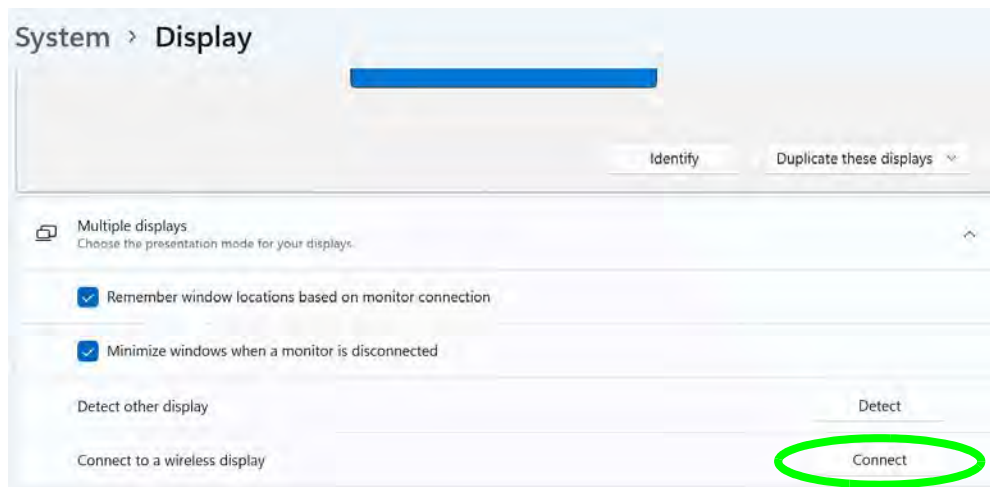 System > Display
Identify
Duplicate these displays
Multiple displays
Choose the presentation mode for your displays.
Remember window locations based on monitor connection
Minimize windows when a monitor is disconnected
Detect other display
Detect
Connect to a wireless display
Connect